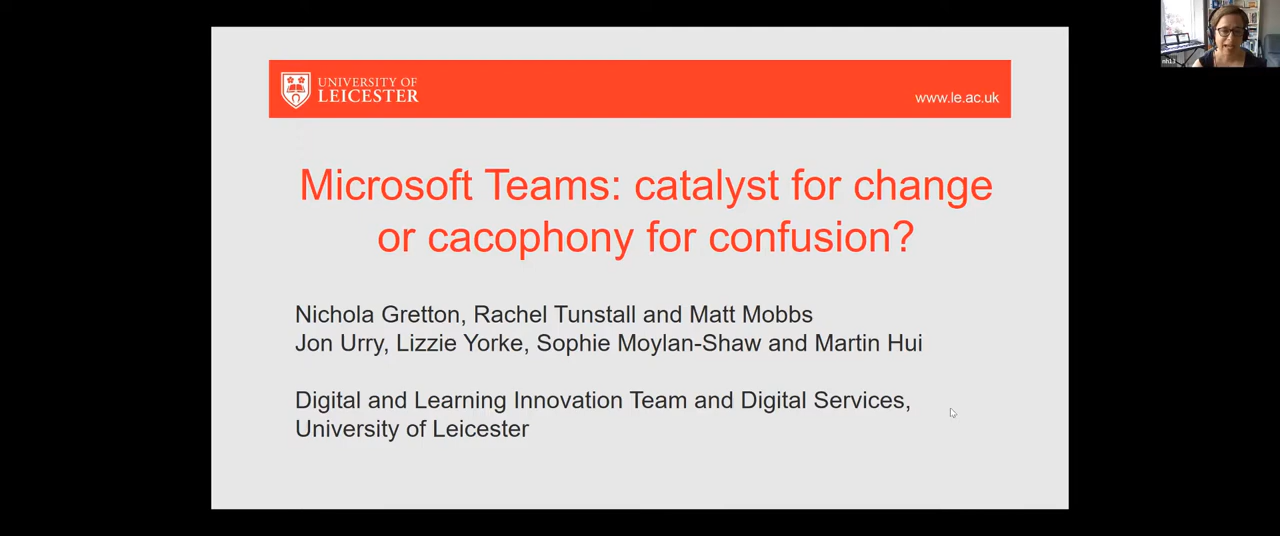 UNIVERSITY OF
LEICESTER
www.le.ac.uk
Microsoft Teams: catalyst for change
or cacophony for confusion?
Nichola Gretton, Rachel Tunstall and Matt Mobbs
Jon Urry, Lizzie Yorke, Sophie Moylan-Shaw and Martin Hui
Digital and Learning Innovation Team and Digital Services,
University of Leicester
nh13